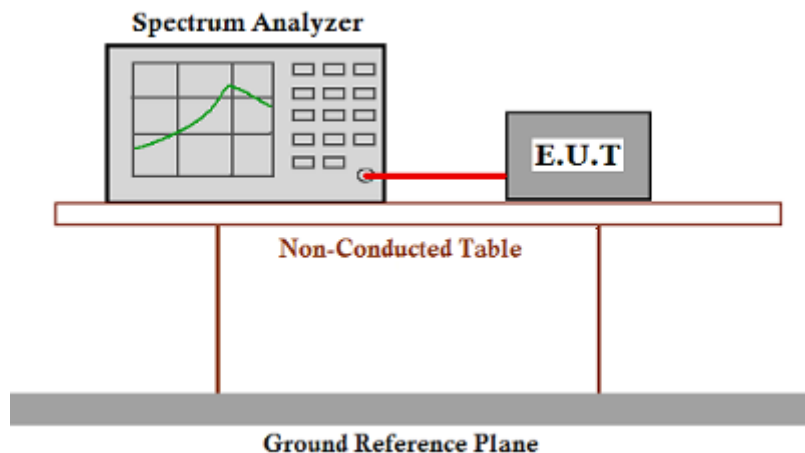 Spectrum Analyzer
E.U.T
Non-Conducted Table
Ground Reference Plane